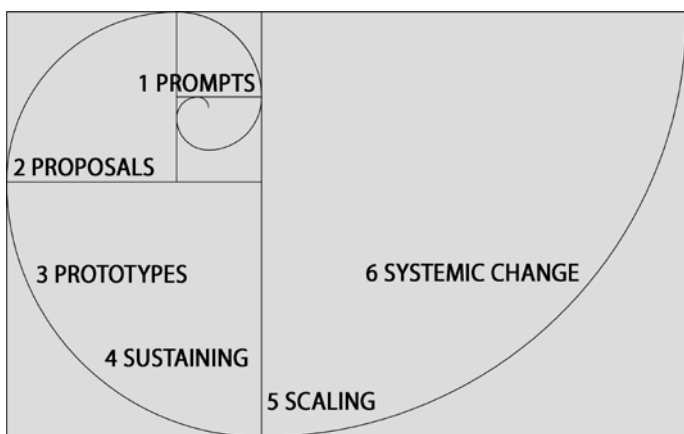 1 PROMPTS
2 PROPOSALS
3 PROTOTYPES
4 SUSTAINING
5 SCALING
6 SYSTEMIC CHANGE